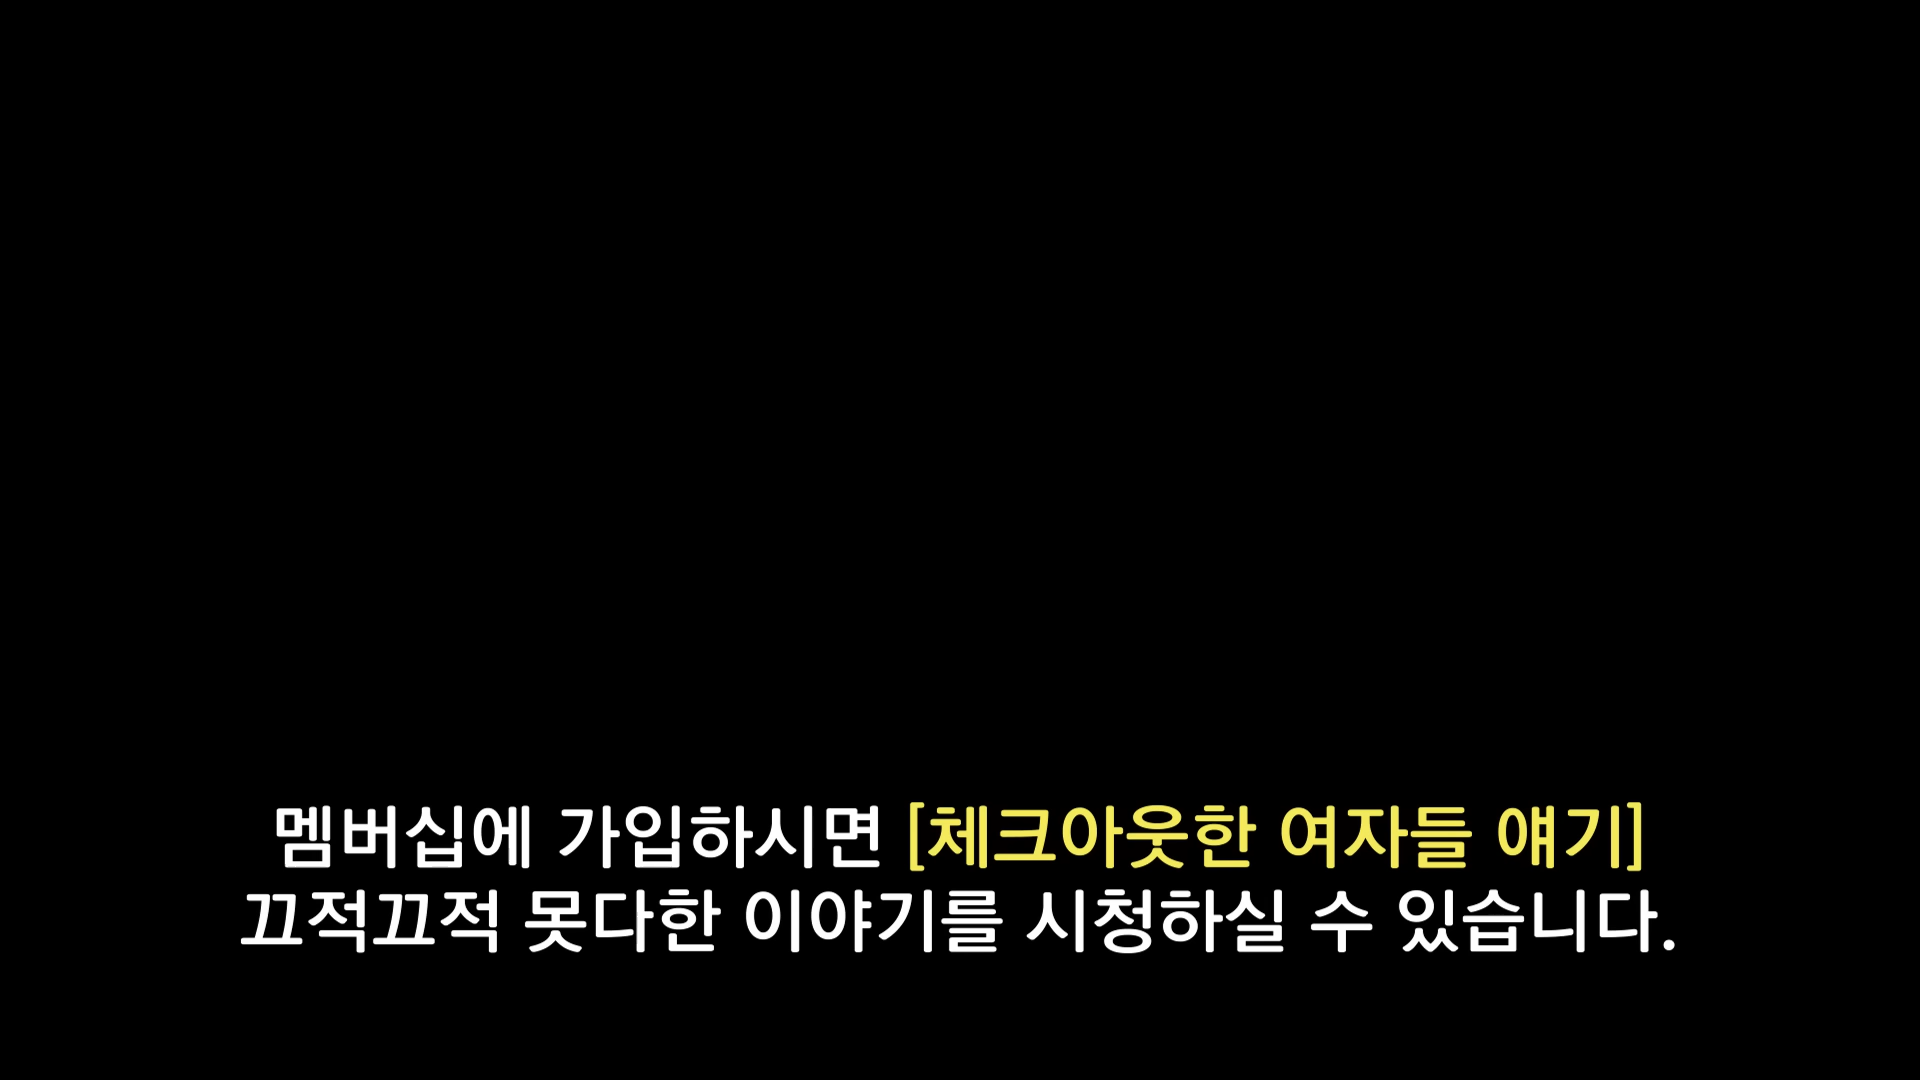 멤버십에 가입하시면 [체크아웃한 여자들 얘기]
끄적끄적 못다한 이야기를 시청하실 수 있습니다.